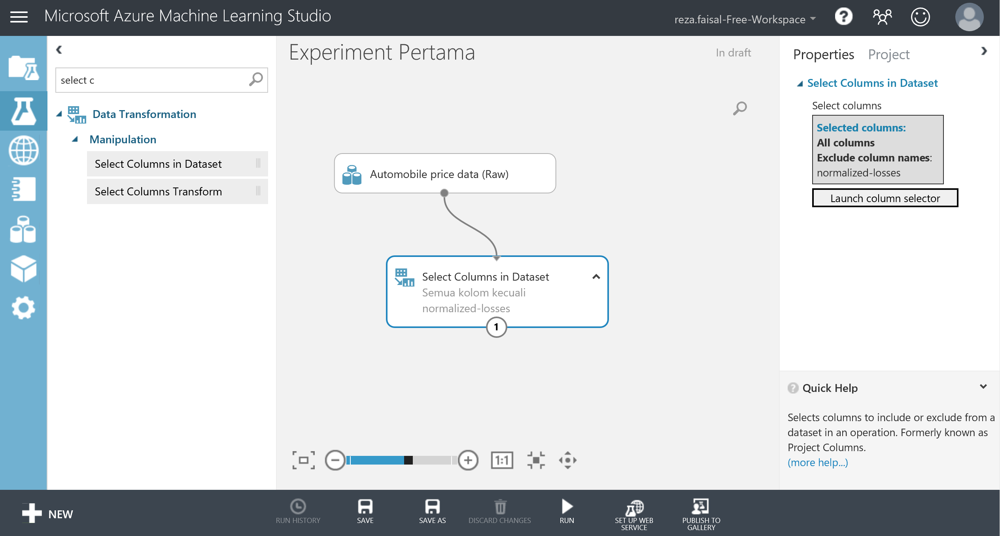 Microsoft Azure Machine Learning Studio
reza.faisal-Free-Workspace
?
select c
Data Transformation
Manipulation
Select Columns in Dataset
Select Columns Transform
Experiment Pertama
In draft
Automobile price data (Raw)
Select Columns in Dataset
Semua kolom kecuali
normalized-losses
1
1:1
Properties Project
Select Columns in Dataset
Select columns
Selected columns:
All columns
Exclude column names:
normalized-losses
Launch column selector
? Quick Help
Selects columns to include or exclude from a
dataset in an operation. Formerly known as
Project Columns.
(more help...)
NEW
RUN HISTORY
SAVE
SAVE AS
DISCARD CHANGES
RUN
SET UP WEB
SERVICE
PUBLISH TO
GALLERY